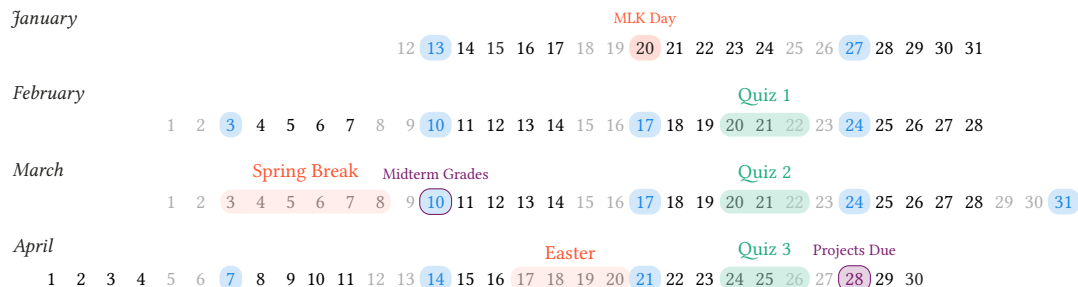 January
MLK Day
12 13 14 15 16 17 18 19 20 21 22 23 24 25 26 27 28 29 30 31
February
Quiz 1
1 2 3 4 5 6 7 8 9 10 11 12 13 14 15 16 17 18 19 20 21 22 23 24 25 26 27 28
March
Spring Break Midterm Grades Quiz 2
1 2 3 4 5 6 7 8 9 10 11 12 13 14 15 16 17 18 19 20 21 22 23 24 25 26 27 28 29 30 31
April
Easter Quiz 3 Projects Due
1 2 3 4 5 6 7 8 9 10 11 12 13 14 15 16 17 18 19 20 21 22 23 24 25 26 27 28 29 30